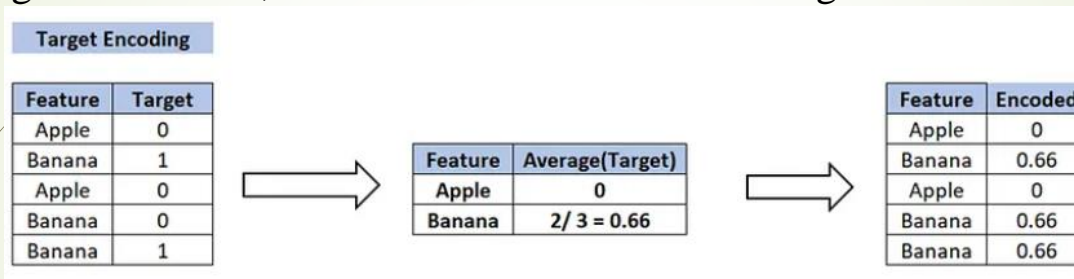 Target Encoding
Feature Target
Apple 0
Banana 1
Apple 0
Banana 0
Banana 1
Feature Average(Target)
Apple 0
Banana 2/ 3 = 0.66
Feature Encoded
Apple 0
Banana 0.66
Apple 0
Banana 0.66
Banana 0.66